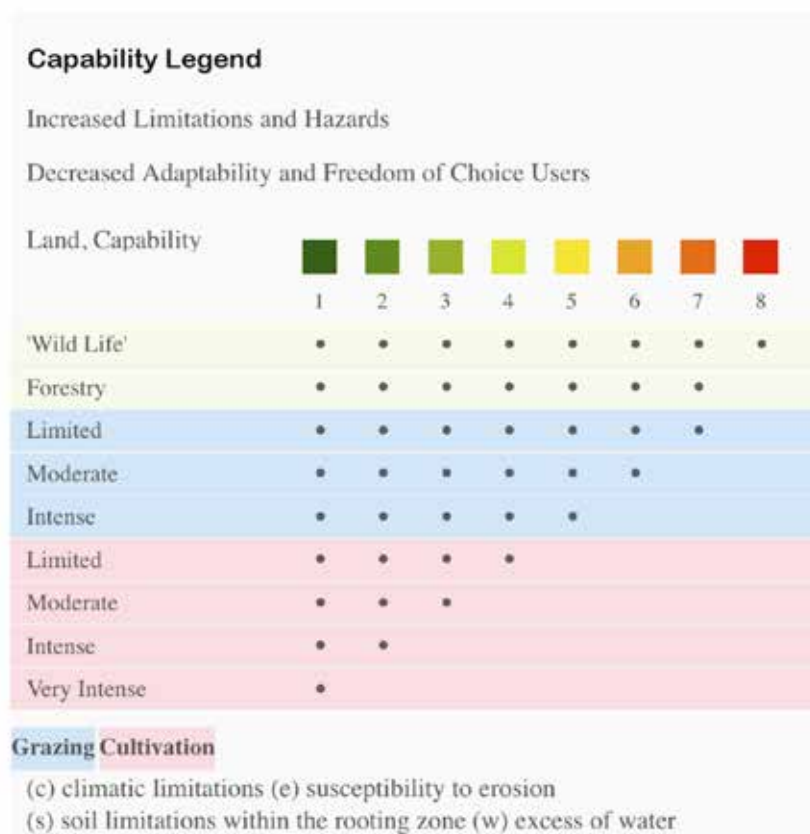 Capability Legend
Increased Limitations and Hazards
Decreased Adaptability and Freedom of Choice Users
Land, Capability
1 2 3 4 5 6 7 8
'Wild Life'
Forestry
Limited
Moderate
Intense
Limited
Moderate
Intense
Very Intense
Grazing Cultivation
(c) climatic limitations (e) susceptibility to erosion
(s) soil limitations within the rooting zone (w) excess of water